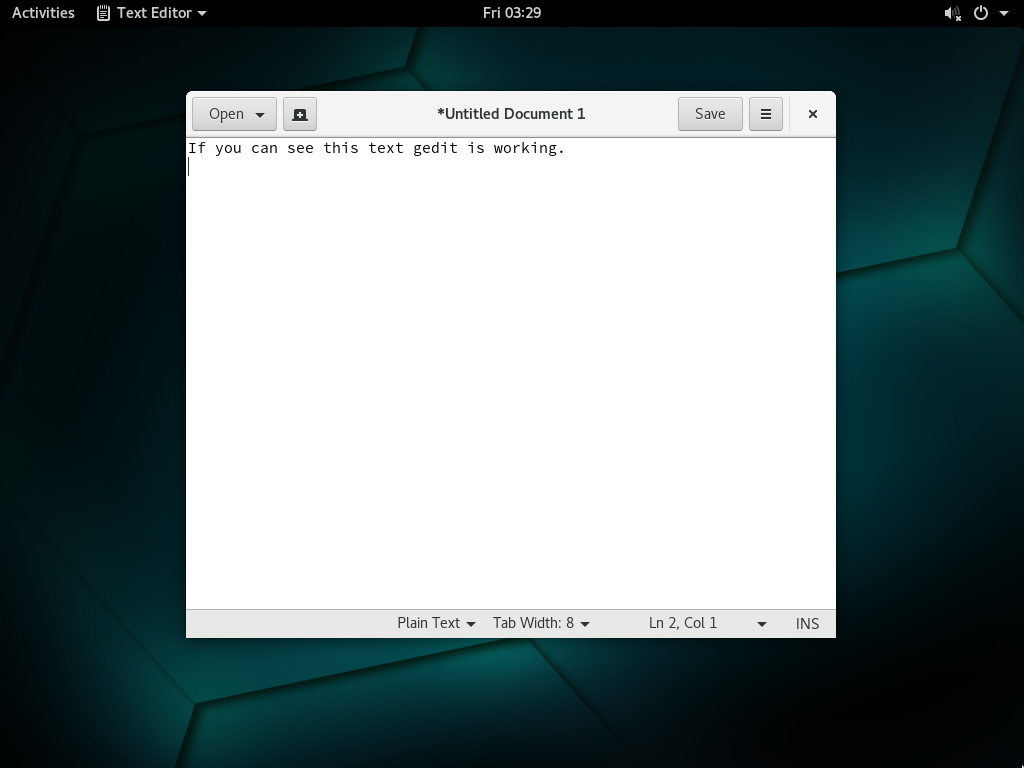 Activities Text Editor Fri 03:29
Open *Untitled Document 1 Save
If you can see this text gedit is working.
Plain Text Tab Width: 8 Ln 2, Col 1 INS